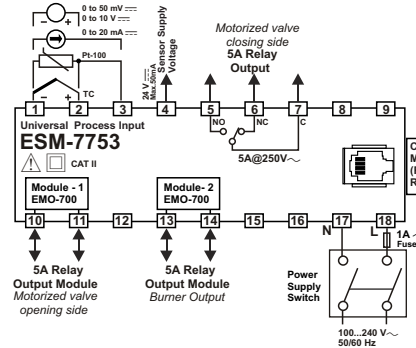 0 to 50 mV
0 to 10 V
0 to 20 mA
Pt-100
TC
24 V
Max.50mA
Sensor Supply
Voltage
Motorized valve
closing side
5A Relay
Output
1 2 3 4 5 6 7 8 9
NO NC C
Universal Process Input
ESM-7753
CAT II
5A@250V~
Module - 1
EMO-700
Module- 2
EMO-700
10 11 12 13 14 15 16 17 18
N L
1A ~
Fuse
5A Relay
Output Module
Motorized valve
opening side
5A Relay
Output Module
Burner Output
Power
Supply
Switch
100...240 V~
50/60 Hz